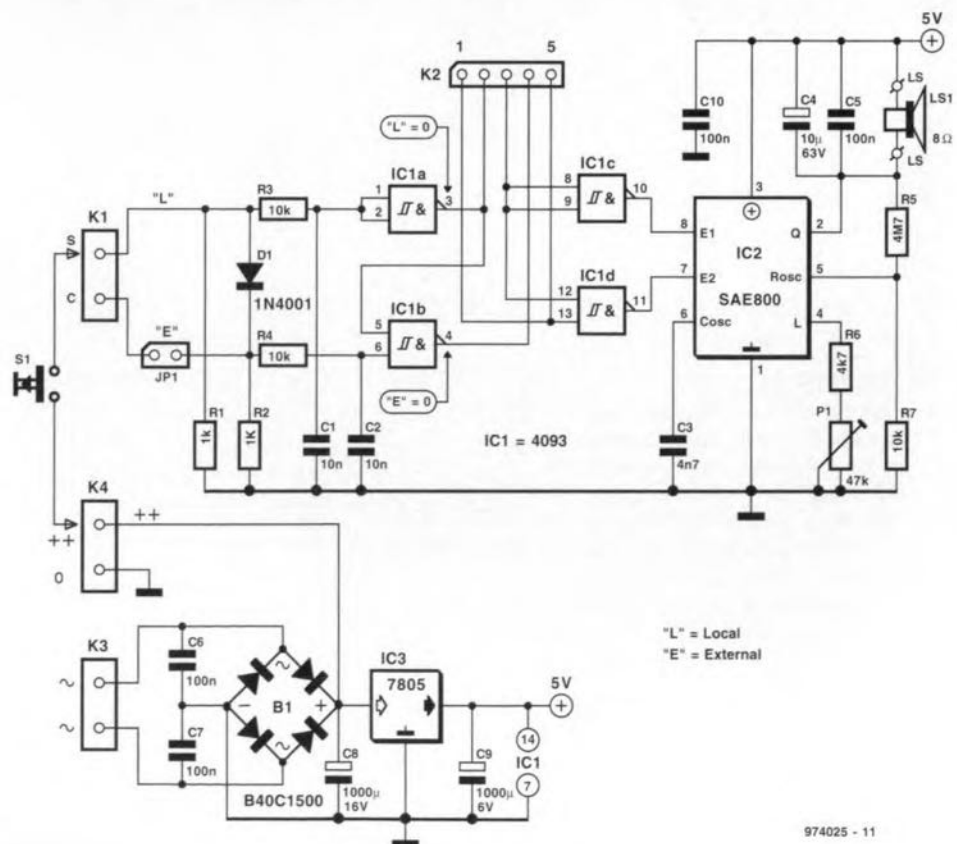 5V
1
5
K2
LS
C10
100n
C4
10µ
63V
C5
100n
LS1
8Ω
LS
"L" = 0
IC1a
1
2
&
3
IC1c
8
9
&
10
3
R5
4M7
K1
"L"
R3
10k
S
C
D1
1N4001
8
E1
Q
2
IC2
SAE800
7
E2
Rosc
5
IC1d
12
13
&
11
IC1b
5
6
&
4
6
Cosc
L
4
"E"
JP1
R4
10k
R6
4k7
1
S1
"E" = 0
R1
1k
R2
1K
C1
10n
C2
10n
IC1 = 4093
C3
4n7
P1
47k
R7
10k
K4
++
++
0
"L" = Local
"E" = External
K3
~
~
C6
100n
C7
100n
~
-
B1
+
~
B40C1500
IC3
7805
5V
C8
1000µ
16V
C9
1000µ
6V
14
IC1
7
974025 - 11